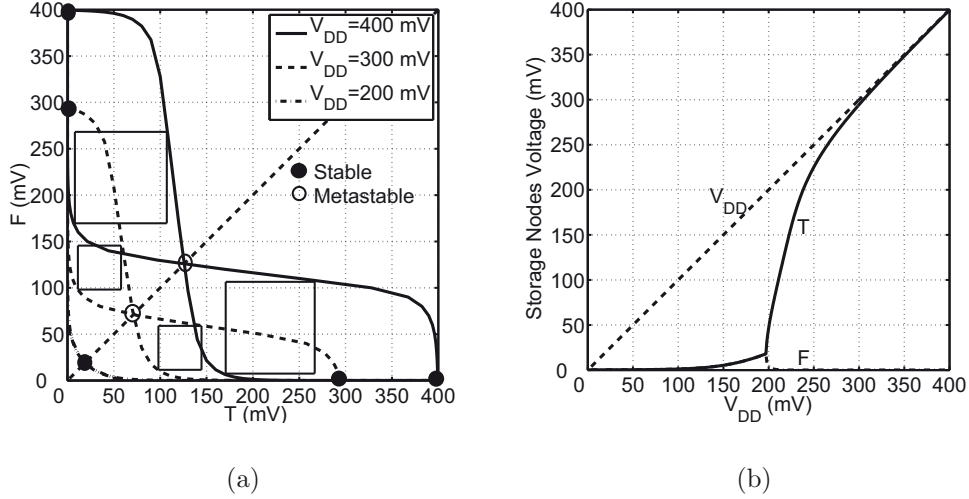 400
350
300
250
200
150
100
50
0
F (mV)
V_DD=400 mV
V_DD=300 mV
V_DD=200 mV
Stable
Metastable
0 50 100 150 200 250 300 350 400
T (mV)
(a)
400
350
300
250
200
150
100
50
0
Storage Nodes Voltage (mV)
V_DD
T
F
0 50 100 150 200 250 300 350 400
V_DD (mV)
(b)